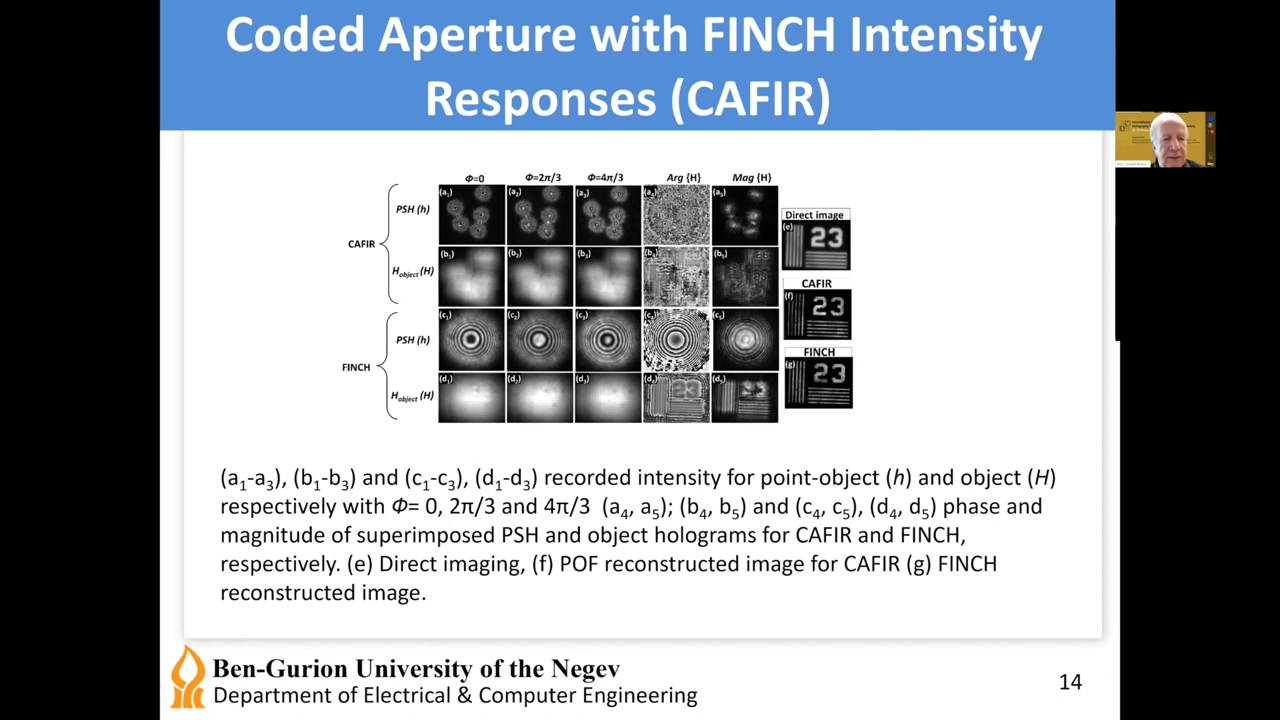 Coded Aperture with FINCH Intensity
Responses (CAFIR)
Φ=0 Φ=2π/3 Φ=4π/3 Arg {H} Mag {H}
CAFIR
PSH (h)
(a1) (a2) (a3) (a4) (a5)
Hobject (H)
(b1) (b2) (b3) (b4) (b5)
FINCH
PSH (h)
(c1) (c2) (c3) (c4) (c5)
Hobject (H)
(d1) (d2) (d3) (d4) (d5)
23
Direct image
(e)
23
CAFIR
(f)
23
FINCH
(g)
23
(a1-a3), (b1-b3) and (c1-c3), (d1-d3) recorded intensity for point-object (h) and object (H)
respectively with Φ= 0, 2π/3 and 4π/3 (a4, a5); (b4, b5) and (c4, c5), (d4, d5) phase and
magnitude of superimposed PSH and object holograms for CAFIR and FINCH,
respectively. (e) Direct imaging, (f) POF reconstructed image for CAFIR (g) FINCH
reconstructed image.
Ben-Gurion University of the Negev
Department of Electrical & Computer Engineering
14